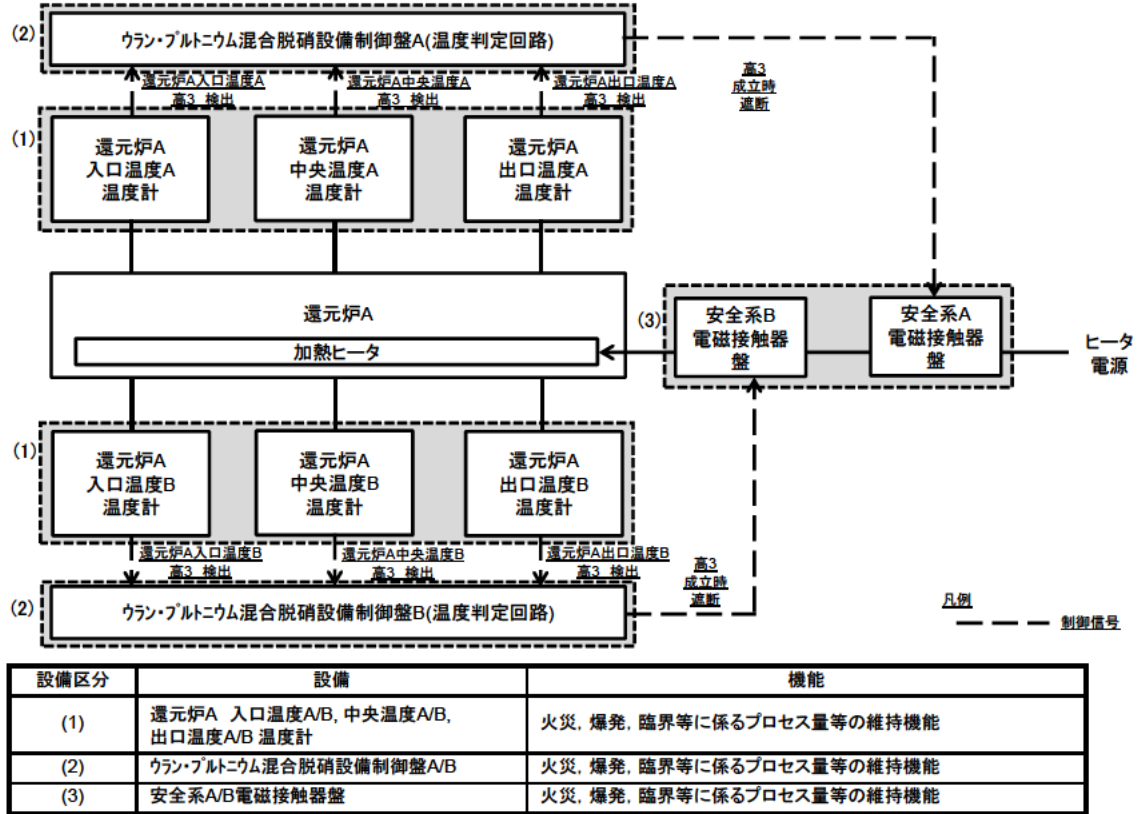 (2)
ウラン・プルトニウム混合脱硝設備制御盤A(温度判定回路)
還元炉A入口温度A
高3 検出
還元炉A中央温度A
高3 検出
還元炉A出口温度A
高3 検出
高3
成立時
遮断
(1)
還元炉A
入口温度A
温度計
還元炉A
中央温度A
温度計
還元炉A
出口温度A
温度計
還元炉A
加熱ヒータ
(3)
安全系B
電磁接触器
盤
安全系A
電磁接触器
盤
ヒータ
電源
(1)
還元炉A
入口温度B
温度計
還元炉A
中央温度B
温度計
還元炉A
出口温度B
温度計
還元炉A入口温度B
高3 検出
還元炉A中央温度B
高3 検出
還元炉A出口温度B
高3 検出
高3
成立時
遮断
(2)
ウラン・プルトニウム混合脱硝設備制御盤B(温度判定回路)
凡例
制御信号
設備区分 設備 機能
(1) 還元炉A 入口温度A/B, 中央温度A/B,
出口温度A/B 温度計 火災, 爆発, 臨界等に係るプロセス量等の維持機能
(2) ウラン・プルトニウム混合脱硝設備制御盤A/B 火災, 爆発, 臨界等に係るプロセス量等の維持機能
(3) 安全系A/B電磁接触器盤 火災, 爆発, 臨界等に係るプロセス量等の維持機能